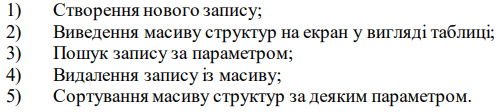 1) Створення нового запису;
2) Виведення масиву структур на екран у вигляді таблиці;
3) Пошук запису за параметром;
4) Видалення запису із масиву;
5) Сортування масиву структур за деяким параметром.